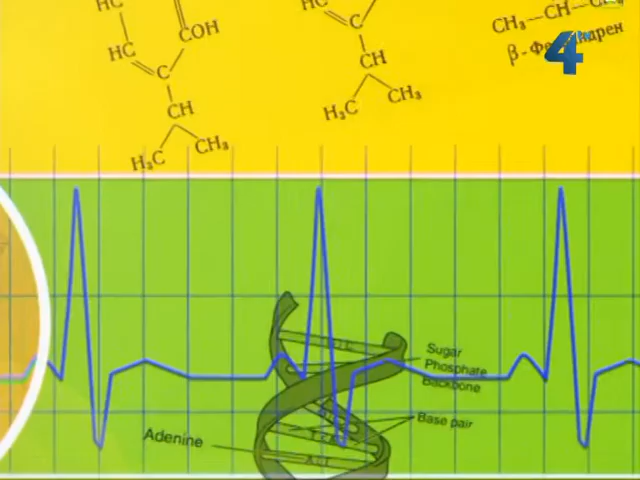 HC
COH
HC
C
CH
H₃C
CH₃
HC
C
CH
H₃C
CH₃
CH₃—CH—
4
Sugar
Phosphate
Backbone
Base pair
Adenine